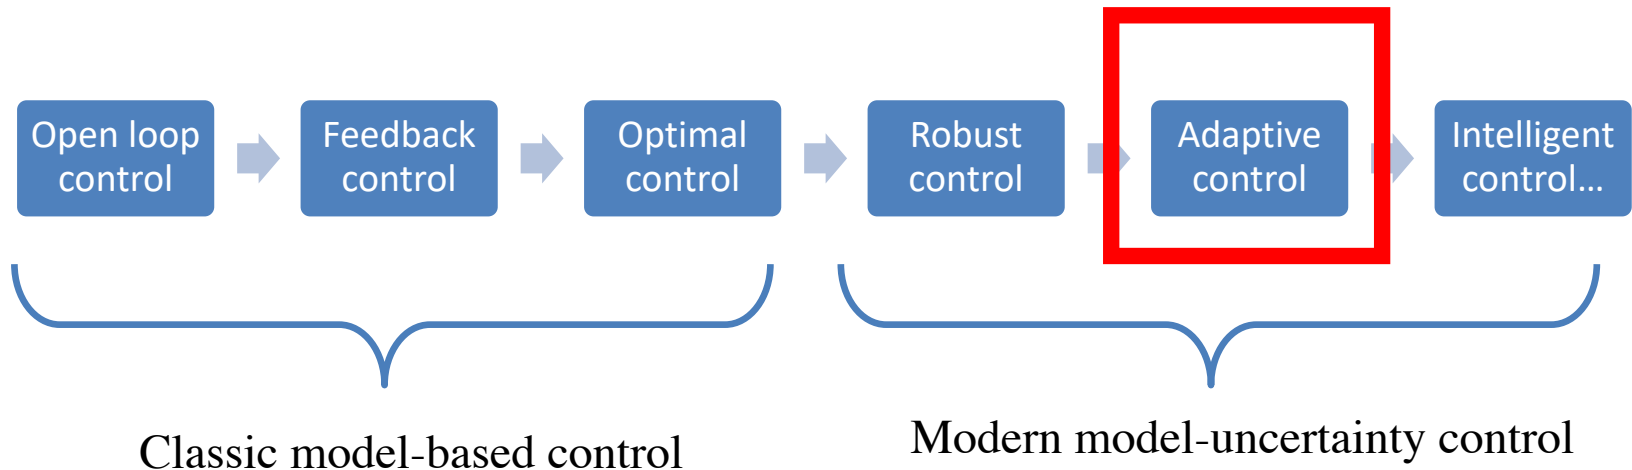 Open loop
control
Feedback
control
Optimal
control
Robust
control
Adaptive
control
Intelligent
control...
Classic model-based control
Modern model-uncertainty control